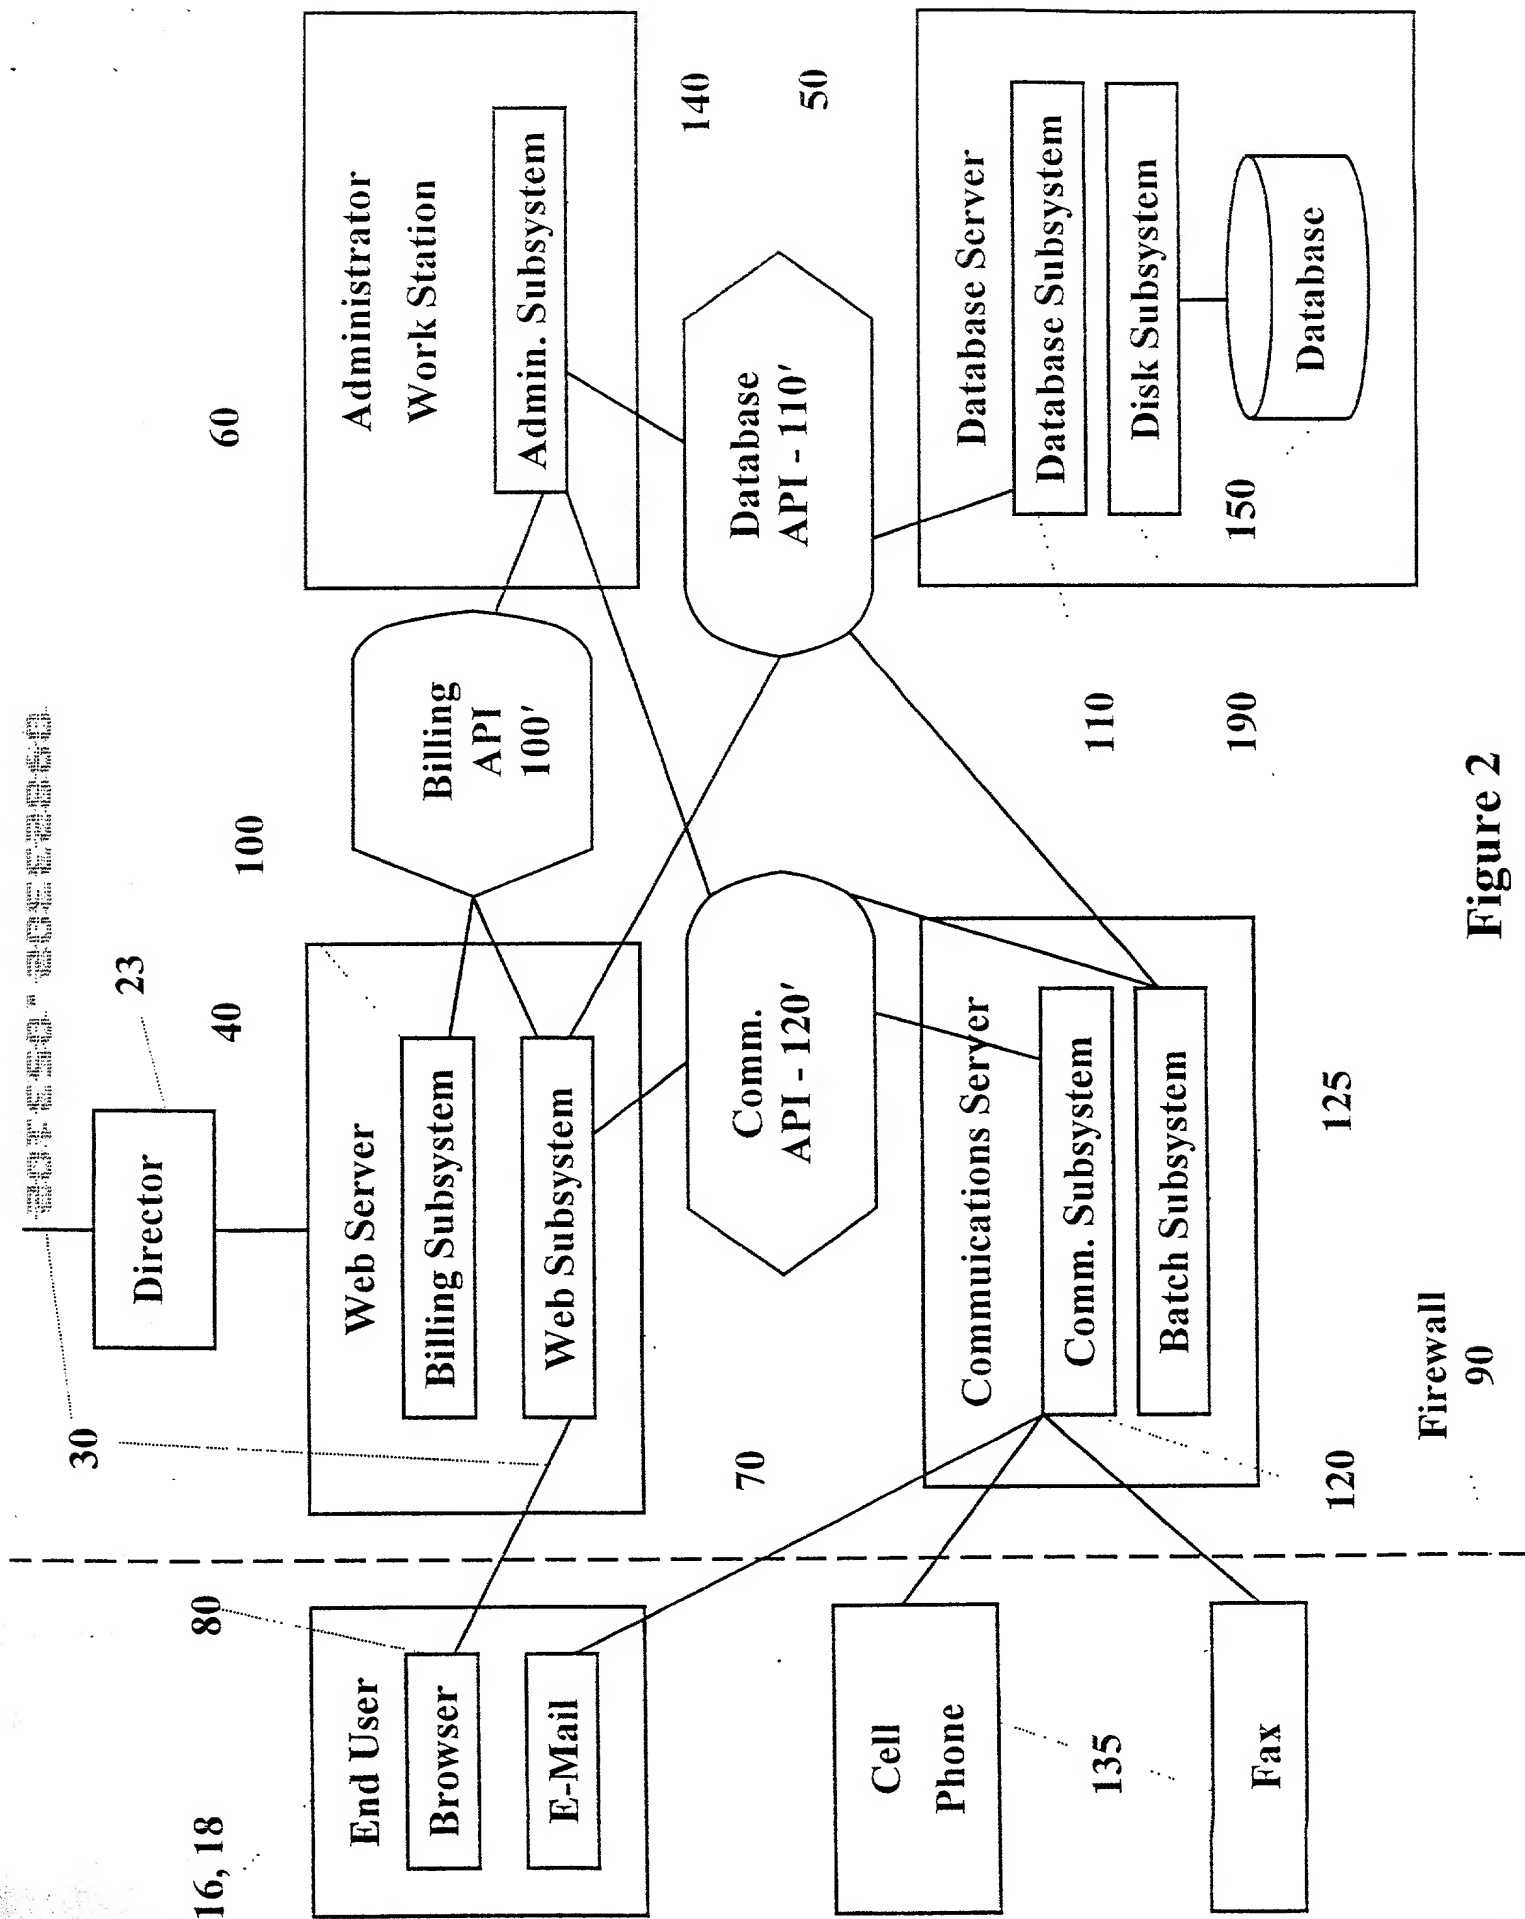 16, 18
End User
Browser
E-Mail
80
Cell
Phone
135
Fax
30
Director
23
40
Web Server
Billing Subsystem
Web Subsystem
100
70
Comm.
API - 120′
Commuications Server
Comm. Subsystem
Batch Subsystem
120
125
Firewall
90
Billing
API
100′
60
Administrator
Work Station
Admin. Subsystem
140
Database
API - 110′
50
Database Server
Database Subsystem
Disk Subsystem
Database
150
110
190
Figure 2